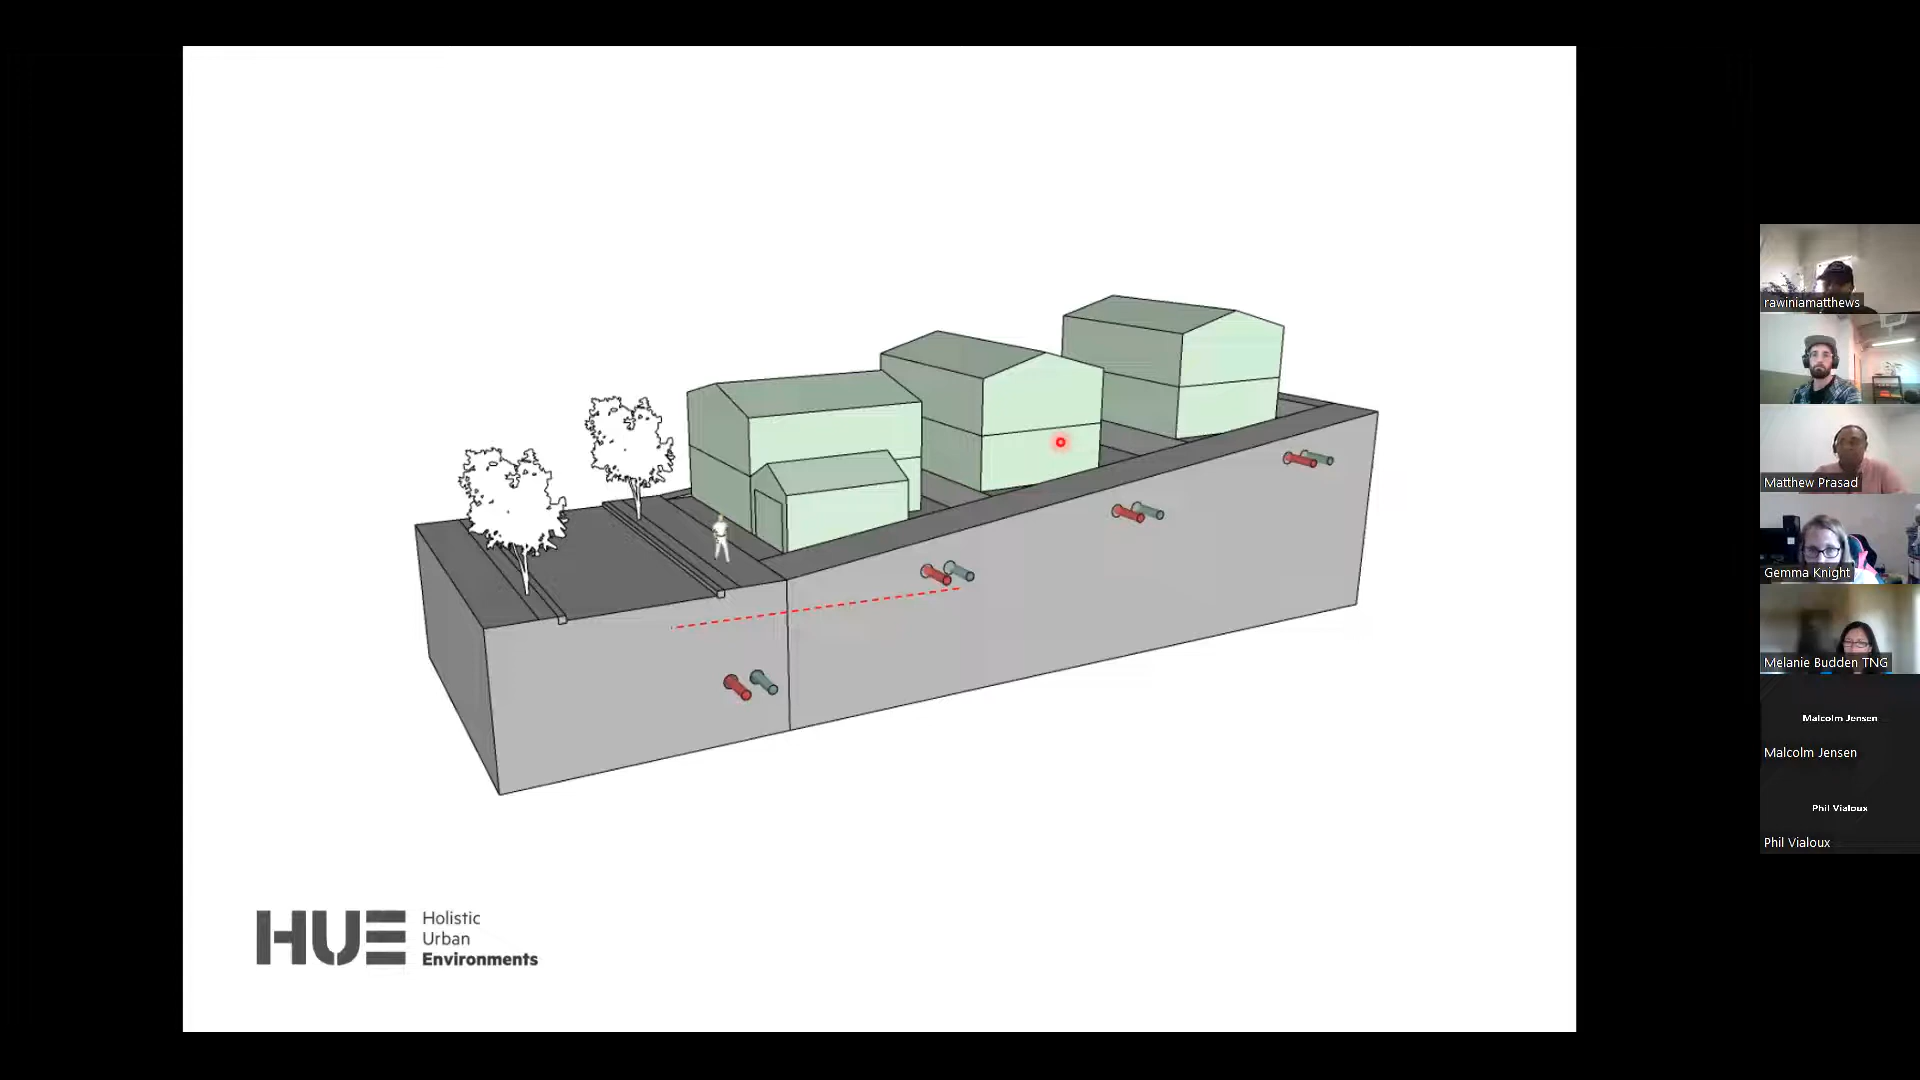 HUE
Holistic
Urban
Environments
rawiniamatthews
Matthew Prasad
Gemma Knight
Melanie Budden TNG
Malcolm Jensen
Malcolm Jensen
Phil Vialoux
Phil Vialoux